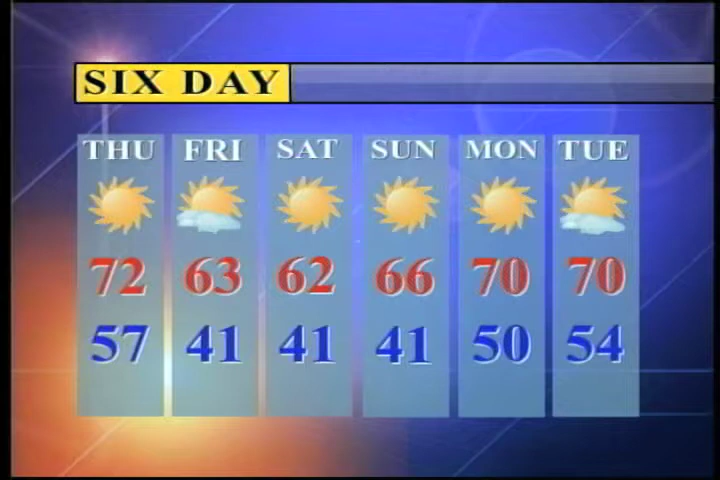 SIX DAY
THU FRI SAT SUN MON TUE
72 63 62 66 70 70
57 41 41 41 50 54